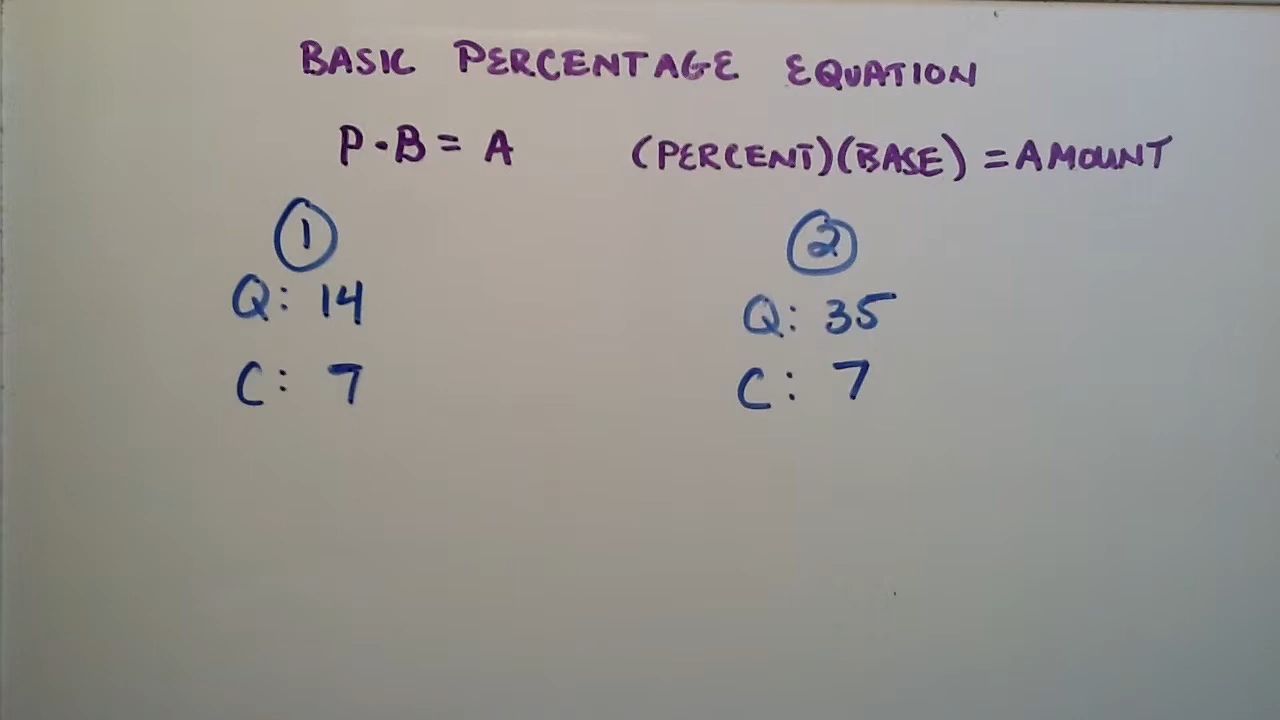 BASIC PERCENTAGE EQUATION
P·B = A (PERCENT)(BASE) = AMOUNT
1 2
Q: 14 Q: 35
C: 7 C: 7